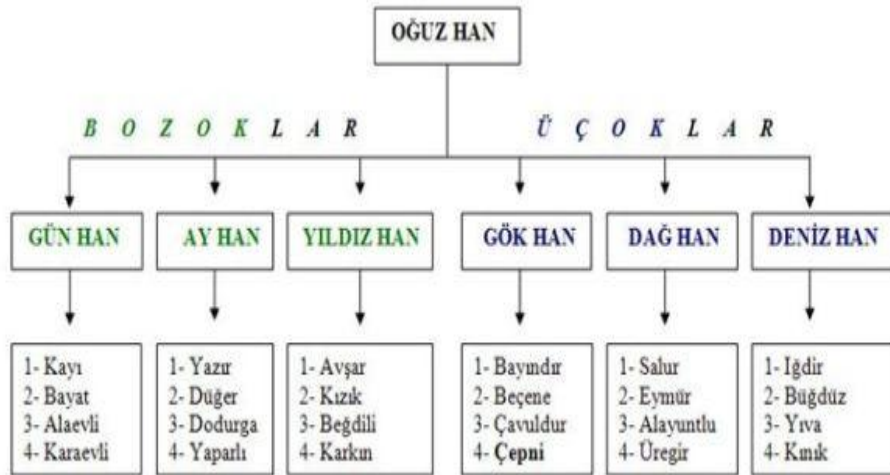 OĞUZ HAN
B O Z O K L A R
Ü Ç O K L A R
GÜN HAN
AY HAN
YILDIZ HAN
GÖK HAN
DAĞ HAN
DENİZ HAN
1- Kayı
2- Bayat
3- Alaevli
4- Karaevli
1- Yazır
2- Düğer
3- Dodurga
4- Yaparlı
1- Avşar
2- Kızık
3- Beğdili
4- Karkın
1- Bayındır
2- Beçene
3- Çavuldur
4- Çepni
1- Salur
2- Eymür
3- Alayuntlu
4- Üregir
1- Iğdir
2- Büğdüz
3- Yıva
4- Kınık